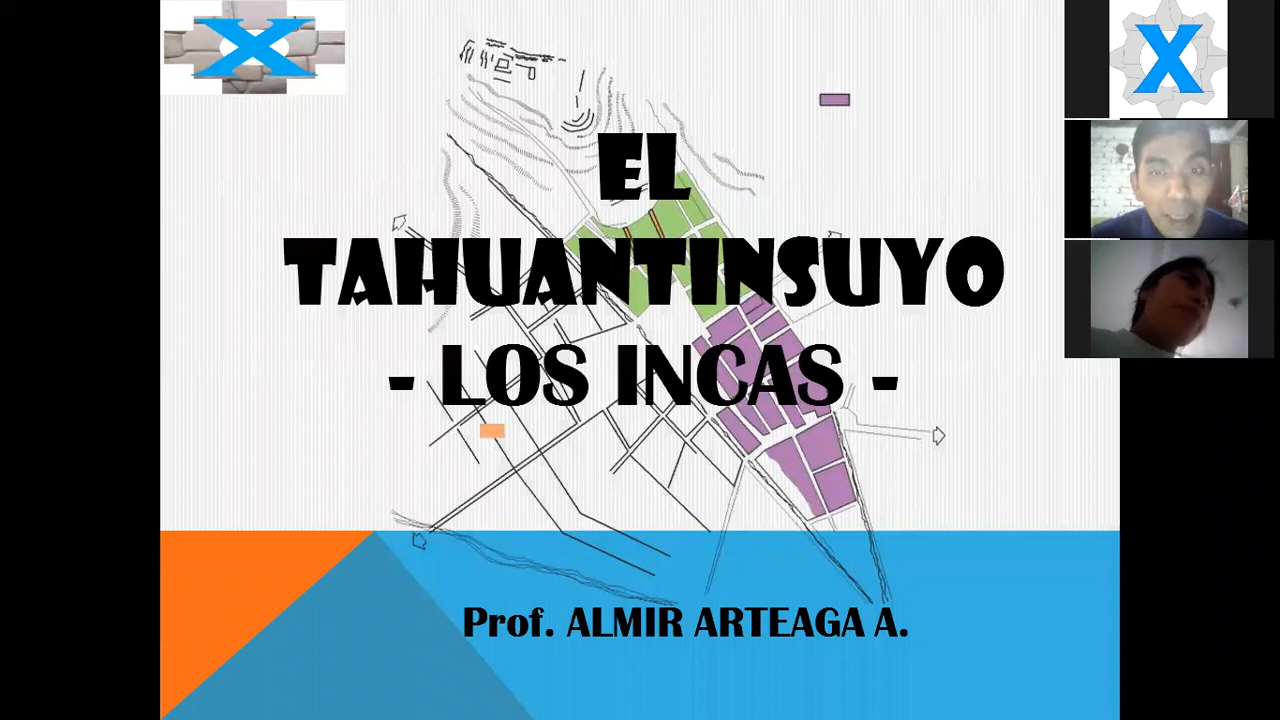 X
X
EL
TAHUANTINSUYO
- LOS INCAS -
Prof. ALMIR ARTEAGA A.